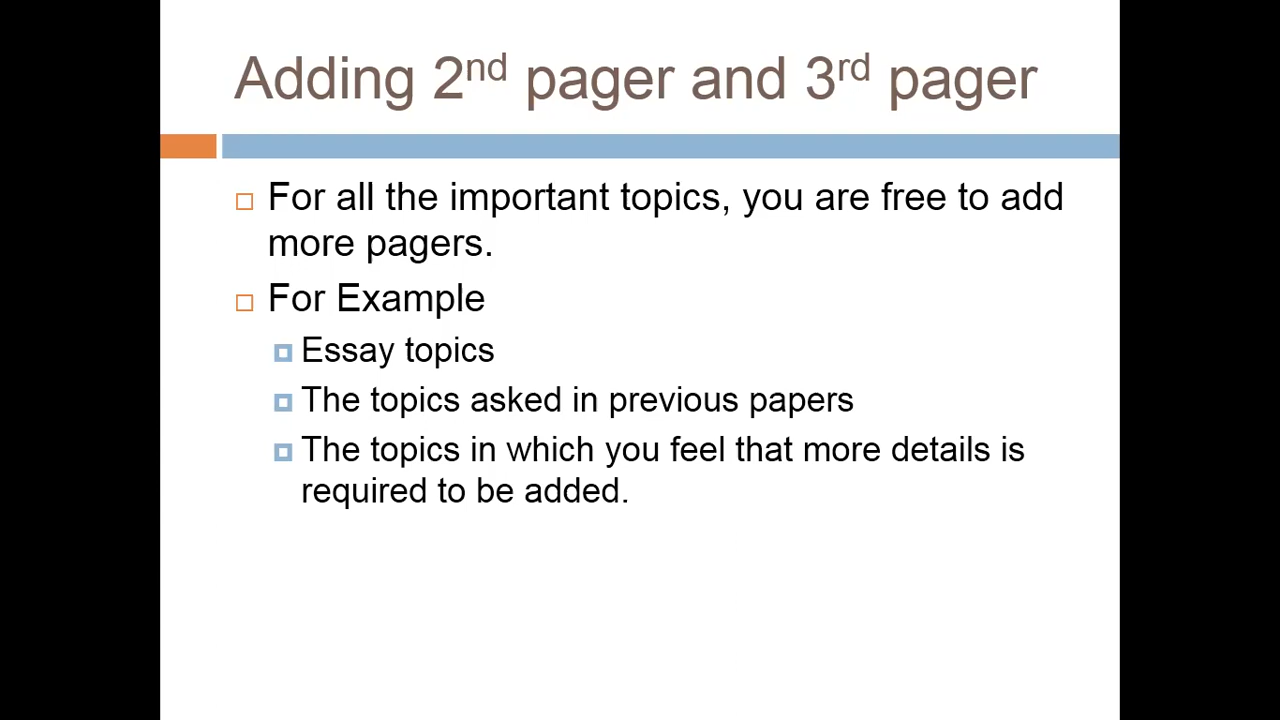 Adding 2nd pager and 3rd pager
For all the important topics, you are free to add
more pagers.
For Example
Essay topics
The topics asked in previous papers
The topics in which you feel that more details is
required to be added.